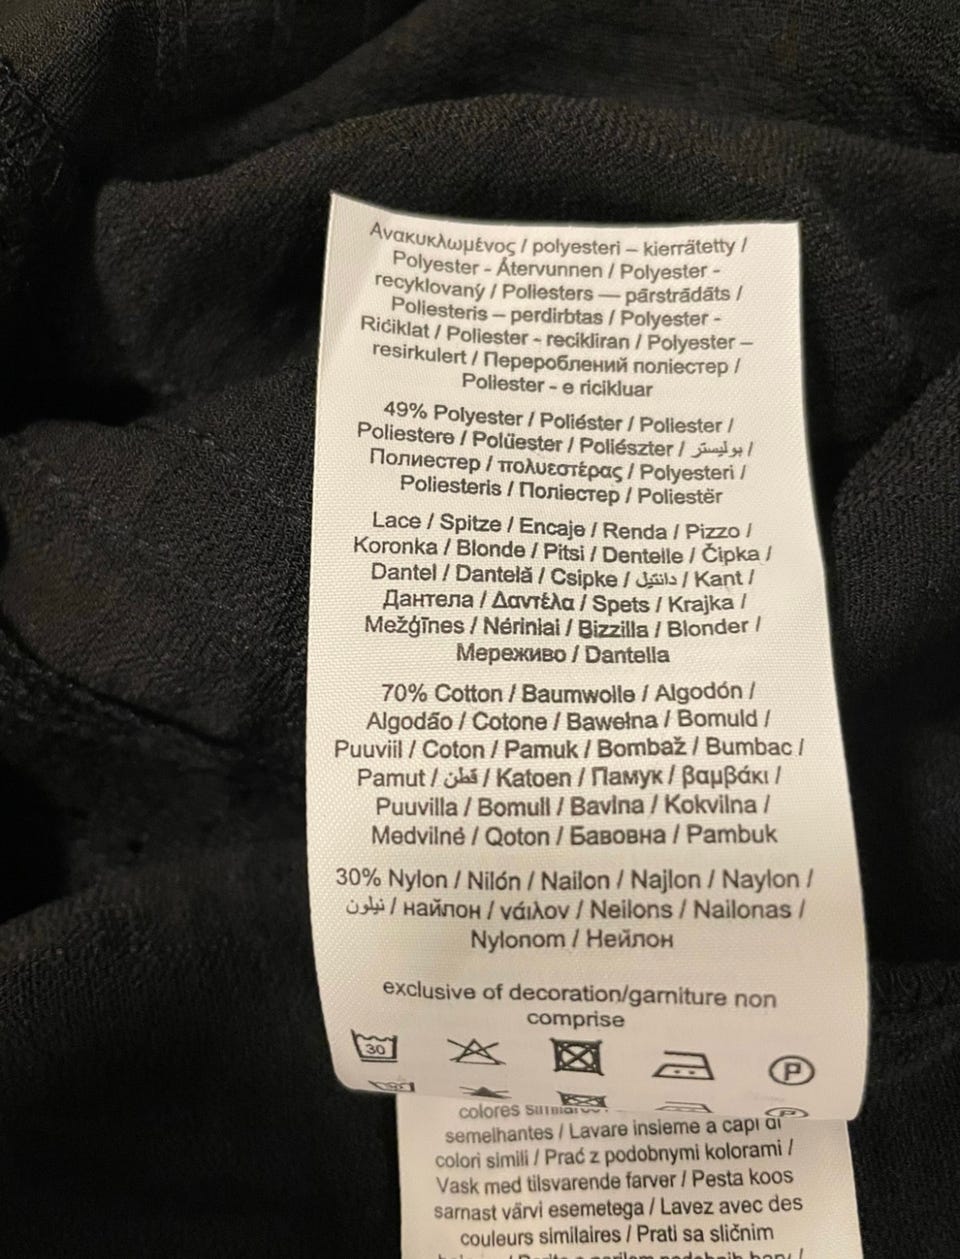 Ανακυκλωμένος / polyesteri – kierrätetty /
Polyester - Återvunnen / Polyester -
recyklovaný / Poliesters — pārstrādāts /
Poliesteris – perdirbtas / Polyester -
Riċiklat / Poliester - recikliran / Polyester –
resirkulert / Перероблений поліестер /
Poliester - e ricikluar
49% Polyester / Poliéster / Poliester /
Poliestere / Polüester / Poliészter / بوليستر /
Полиестер / πολυεστέρας / Polyesteri /
Poliesteris / Поліестер / Poliestër
Lace / Spitze / Encaje / Renda / Pizzo /
Koronka / Blonde / Pitsi / Dentelle / Čipka /
Dantel / Dantelă / Csipke / دانتيل / Kant /
Дантела / Δαντέλα / Spets / Krajka /
Mežģīnes / Nėriniai / Bizzilla / Blonder /
Мереживо / Dantella
70% Cotton / Baumwolle / Algodón /
Algodão / Cotone / Bawełna / Bomuld /
Puuviil / Coton / Pamuk / Bombaž / Bumbac /
Pamut / قطن / Katoen / Памук / βαμβάκι /
Puuvilla / Bomull / Bavlna / Kokvilna /
Medvilnė / Qoton / Бавовна / Pambuk
30% Nylon / Nilón / Nailon / Najlon / Naylon /
نيلون / найлон / νάιλον / Neilons / Nailonas /
Nylonom / Нейлон
exclusive of decoration/garniture non
comprise
30 P
colores
semelhantes / Lavare insieme a capi di
colori simili / Prać z podobnymi kolorami /
Vask med tilsvarende farver / Pesta koos
sarnast värvi esemetega / Lavez avec des
couleurs similaires / Prati sa sličnim